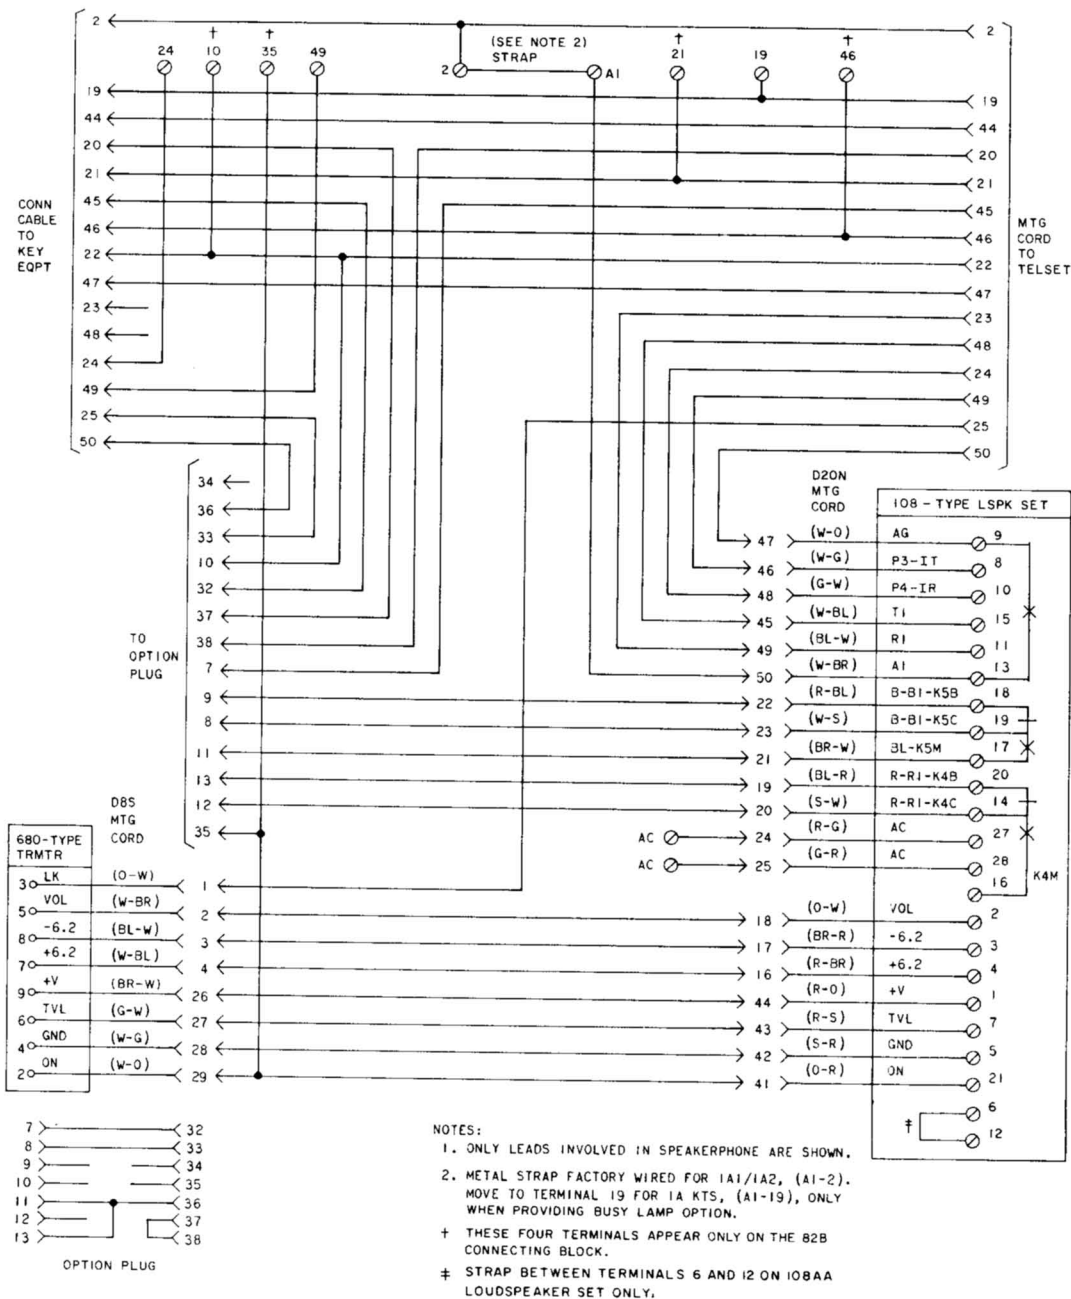 2 2
24 10 † 35 † 49 (SEE NOTE 2) STRAP 2 A1 21 † 19 46 †
19 19
44 44
20 20
21 21
45 45
46 46
22 22
47 47
23 23
48 48
24 24
49 49
25 25
50 50
CONN
CABLE
TO
KEY
EQPT
MTG
CORD
TO
TELSET
34
36
33
10
32
37
38
7
9
8
11
13
12
35
TO
OPTION
PLUG
D20N
MTG
CORD
108-TYPE LSPK SET
47 (W-O) AG 9
46 (W-G) P3-1T 8
48 (G-W) P4-1R 10
45 (W-BL) T1 15
49 (BL-W) R1 11
50 (W-BR) A1 13
22 (R-BL) B-B1-K5B 18
23 (W-S) B-B1-K5C 19
21 (BR-W) BL-K5M 17
19 (BL-R) R-R1-K4B 20
20 (S-W) R-R1-K4C 14
AC 24 (R-G) AC 27
AC 25 (G-R) AC 28
16 K4M
18 (O-W) VOL 2
17 (BR-R) -6.2 3
16 (R-BR) +6.2 4
44 (R-O) +V 1
43 (R-S) TVL 7
42 (S-R) GND 5
41 (O-R) ON 21
6
‡
12
D8S
MTG
CORD
680-TYPE
TRMTR
3 LK (O-W) 1
5 VOL (W-BR) 2
8 -6.2 (BL-W) 3
7 +6.2 (W-BL) 4
9 +V (BR-W) 26
6 TVL (G-W) 27
4 GND (W-G) 28
2 ON (W-O) 29
7 32
8 33
9 34
10 35
11 36
12 37
13 38
OPTION PLUG
NOTES:
1. ONLY LEADS INVOLVED IN SPEAKERPHONE ARE SHOWN.
2. METAL STRAP FACTORY WIRED FOR 1A1/1A2, (A1-2).
MOVE TO TERMINAL 19 FOR 1A KTS, (A1-19), ONLY
WHEN PROVIDING BUSY LAMP OPTION.
† THESE FOUR TERMINALS APPEAR ONLY ON THE 82B
CONNECTING BLOCK.
‡ STRAP BETWEEN TERMINALS 6 AND 12 ON 108AA
LOUDSPEAKER SET ONLY.